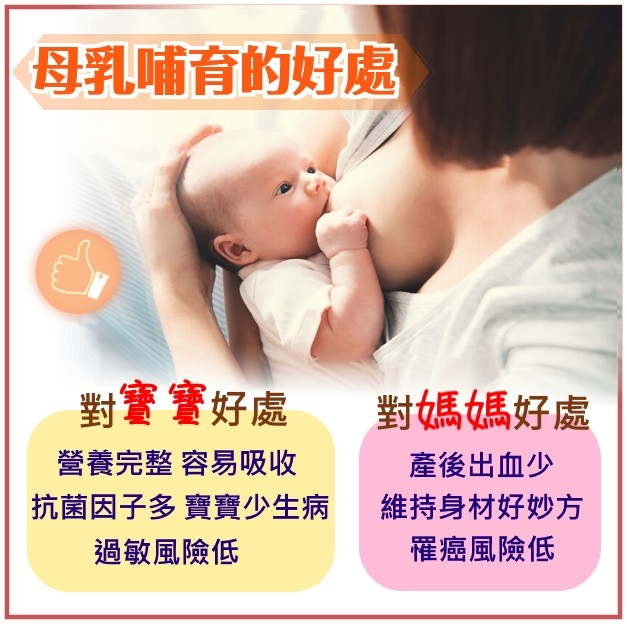 母乳哺育的好處
對寶寶好處
營養完整 容易吸收
抗菌因子多 寶寶少生病
過敏風險低
對媽媽好處
產後出血少
維持身材好妙方
罹癌風險低